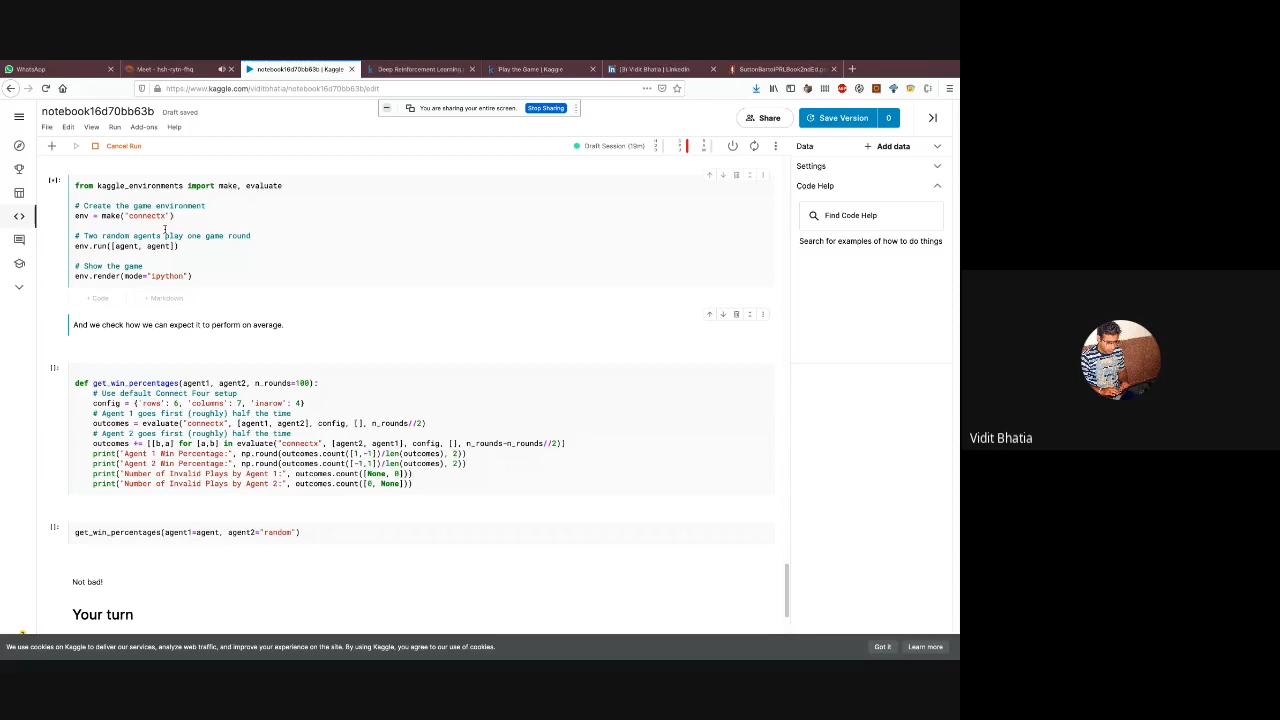 WhatsApp
Meet - hsh-rytn-fhq
notebook16d70bb63b | Kaggle
Deep Reinforcement Learning
Play the Game | Kaggle
(3) Vidit Bhatia | LinkedIn
SuttonBartoIPRLBook2ndEd.p
https://www.kaggle.com/viditbhatia/notebook16d70bb63b/edit
notebook16d70bb63b
Draft saved
You are sharing your entire screen.
Stop Sharing
Share
Save Version
0
File Edit View Run Add-ons Help
Cancel Run
Draft Session (19m)
Data
Add data
Settings
Code Help
Find Code Help
Search for examples of how to do things
[*]:
from kaggle_environments import make, evaluate
# Create the game environment
env = make("connectx")
# Two random agents play one game round
env.run([agent, agent])
# Show the game
env.render(mode="ipython")
+ Code
+ Markdown
And we check how we can expect it to perform on average.
[]:
def get_win_percentages(agent1, agent2, n_rounds=100):
# Use default Connect Four setup
config = {'rows': 6, 'columns': 7, 'inarow': 4}
# Agent 1 goes first (roughly) half the time
outcomes = evaluate("connectx", [agent1, agent2], config, [], n_rounds//2)
# Agent 2 goes first (roughly) half the time
outcomes += [[b,a] for [a,b] in evaluate("connectx", [agent2, agent1], config, [], n_rounds-n_rounds//2)]
print("Agent 1 Win Percentage:", np.round(outcomes.count([1,-1])/len(outcomes), 2))
print("Agent 2 Win Percentage:", np.round(outcomes.count([-1,1])/len(outcomes), 2))
print("Number of Invalid Plays by Agent 1:", outcomes.count([None, 0]))
print("Number of Invalid Plays by Agent 2:", outcomes.count([0, None]))
[]:
get_win_percentages(agent1=agent, agent2="random")
Not bad!
Your turn
We use cookies on Kaggle to deliver our services, analyze web traffic, and improve your experience on the site. By using Kaggle, you agree to our use of cookies.
Got it
Learn more
Vidit Bhatia